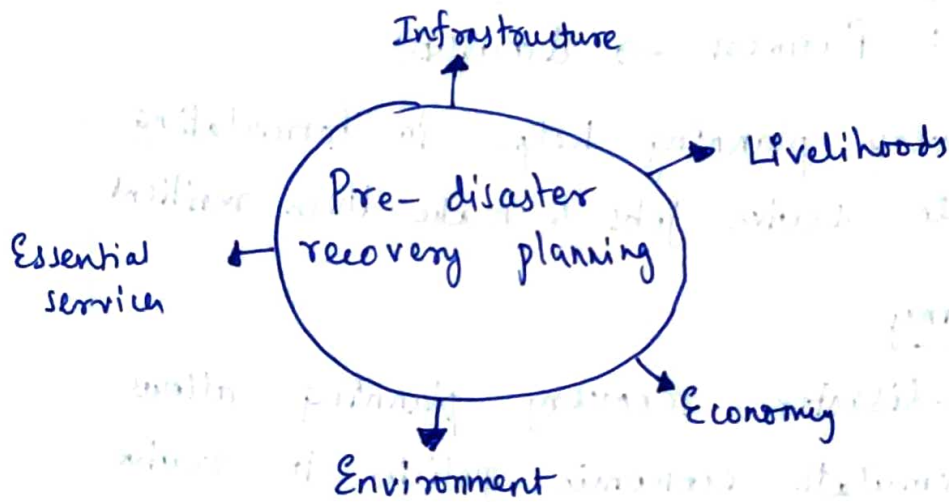 Infrastructure
Livelihoods
Pre- disaster
recovery planning
Essential
services
Economy
Environment